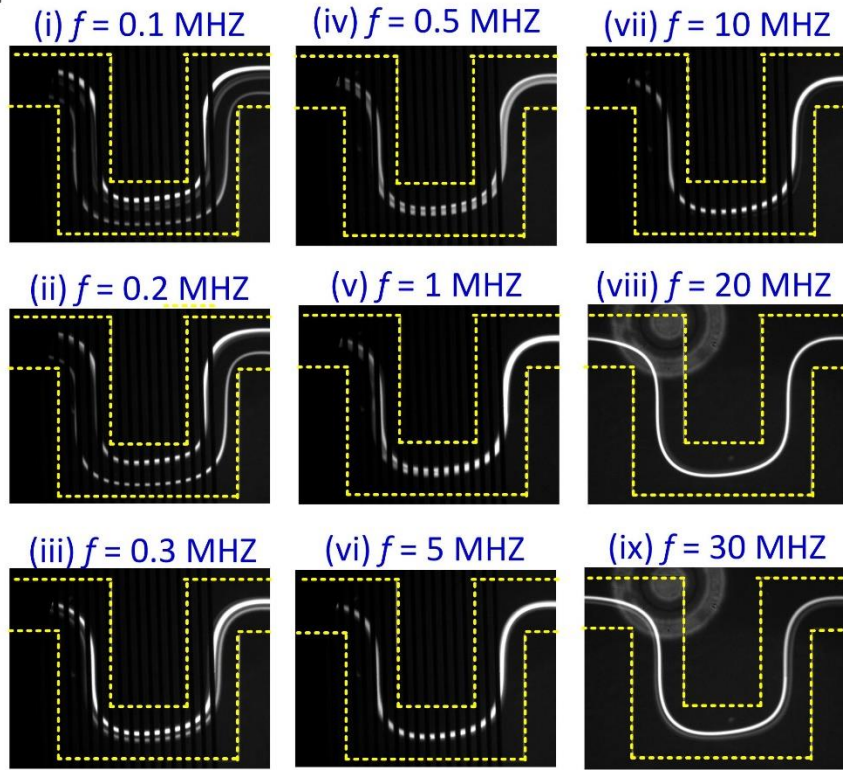 (i) f = 0.1 MHZ
(iv) f = 0.5 MHZ
(vii) f = 10 MHZ
(ii) f = 0.2 MHZ
(v) f = 1 MHZ
(viii) f = 20 MHZ
(iii) f = 0.3 MHZ
(vi) f = 5 MHZ
(ix) f = 30 MHZ